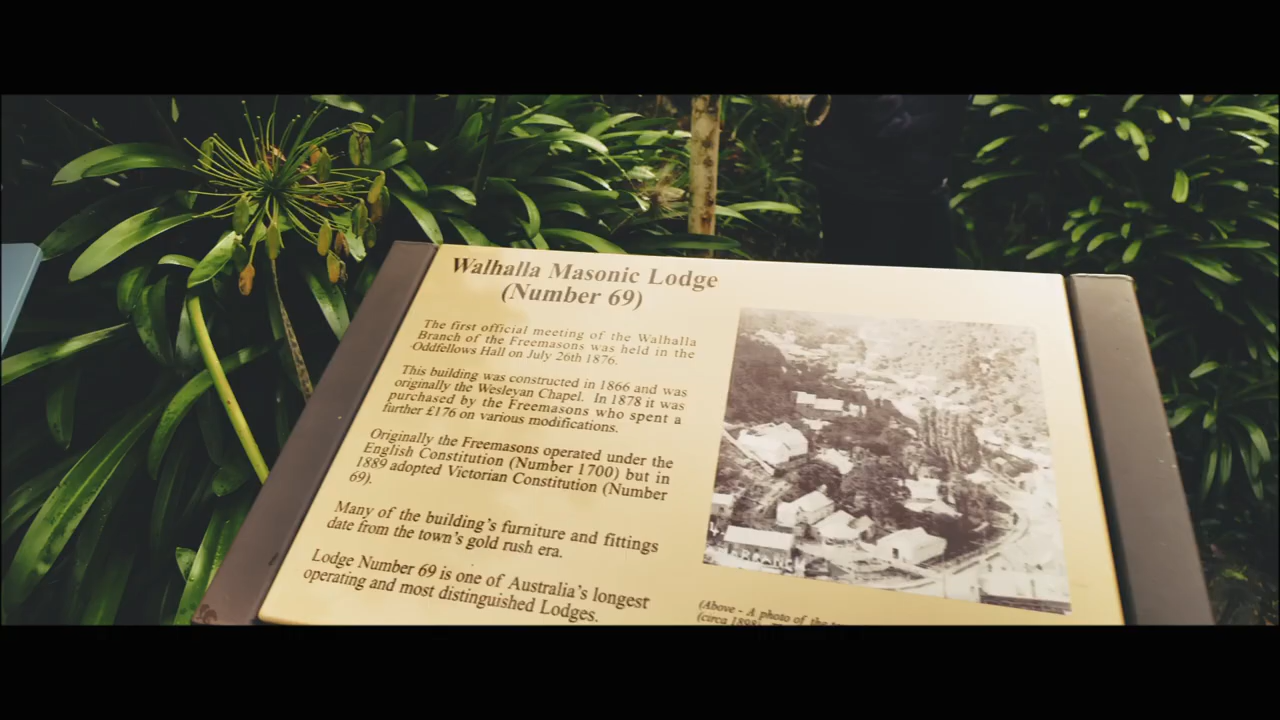 Walhalla Masonic Lodge
(Number 69)
The first official meeting of the Walhalla
Branch of the Freemasons was held in the
Oddfellows Hall on July 26th 1876.
This building was constructed in 1866 and was
originally the Wesleyan Chapel. In 1878 it was
purchased by the Freemasons who spent a
further £176 on various modifications.
Originally the Freemasons operated under the
English Constitution (Number 1700) but in
1889 adopted Victorian Constitution (Number
69).
Many of the building's furniture and fittings
date from the town's gold rush era.
Lodge Number 69 is one of Australia's longest
operating and most distinguished Lodges.
(Above - A photo of the
(circa 1898)